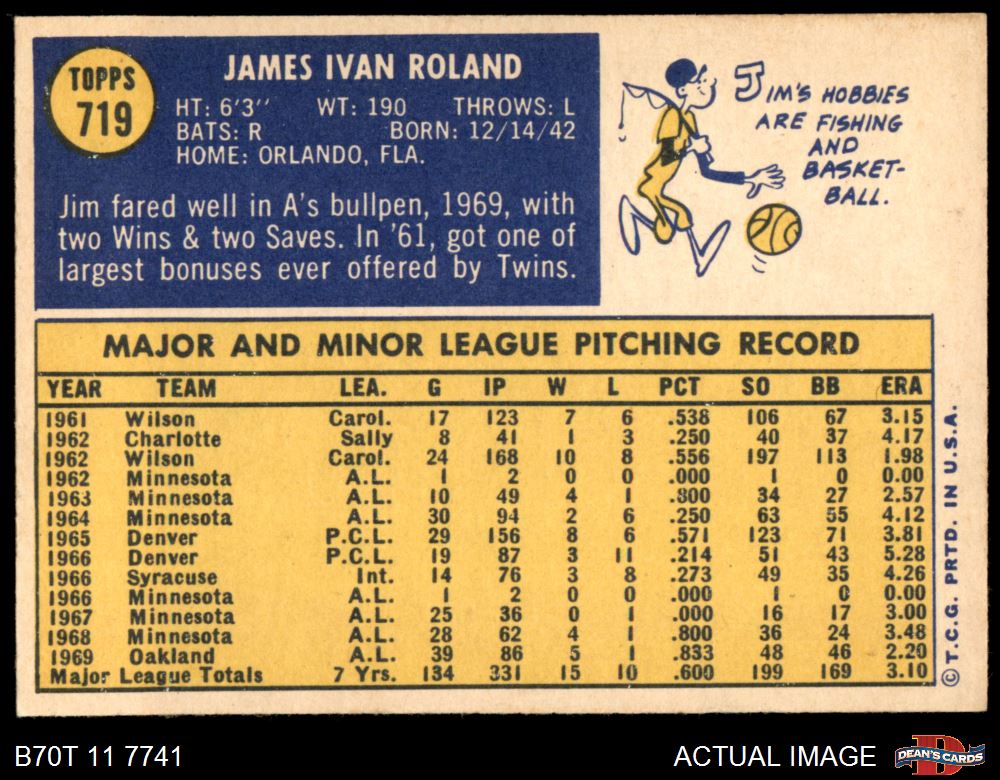 TOPPS
719
JAMES IVAN ROLAND
HT: 6'3" WT: 190 THROWS: L
BATS: R BORN: 12/14/42
HOME: ORLANDO, FLA.
Jim fared well in A's bullpen, 1969, with
two Wins & two Saves. In '61, got one of
largest bonuses ever offered by Twins.
JIM'S HOBBIES
ARE FISHING
AND
BASKET-
BALL.
MAJOR AND MINOR LEAGUE PITCHING RECORD
YEAR TEAM LEA. G IP W L PCT SO BB ERA
1961 Wilson Carol. 17 123 7 6 .538 106 67 3.15
1962 Charlotte Sally 8 41 1 3 .250 40 37 4.17
1962 Wilson Carol. 24 168 10 8 .556 197 113 1.98
1962 Minnesota A.L. 1 2 0 0 .000 1 0 0.00
1963 Minnesota A.L. 10 49 4 1 .800 34 27 2.57
1964 Minnesota A.L. 30 94 2 6 .250 63 55 4.12
1965 Denver P.C.L. 29 156 8 6 .571 123 71 3.81
1966 Denver P.C.L. 19 87 3 11 .214 51 43 5.28
1966 Syracuse Int. 14 76 3 8 .273 49 35 4.26
1966 Minnesota A.L. 1 2 0 0 .000 1 0 0.00
1967 Minnesota A.L. 25 36 0 1 .000 16 17 3.00
1968 Minnesota A.L. 28 62 4 1 .800 36 24 3.48
1969 Oakland A.L. 39 86 5 1 .833 48 46 2.20
Major League Totals 7 Yrs. 134 331 15 10 .600 199 169 3.10
© T.C.G. PRTD. IN U.S.A.
B70T 11 7741
ACTUAL IMAGE
DEAN'S CARDS